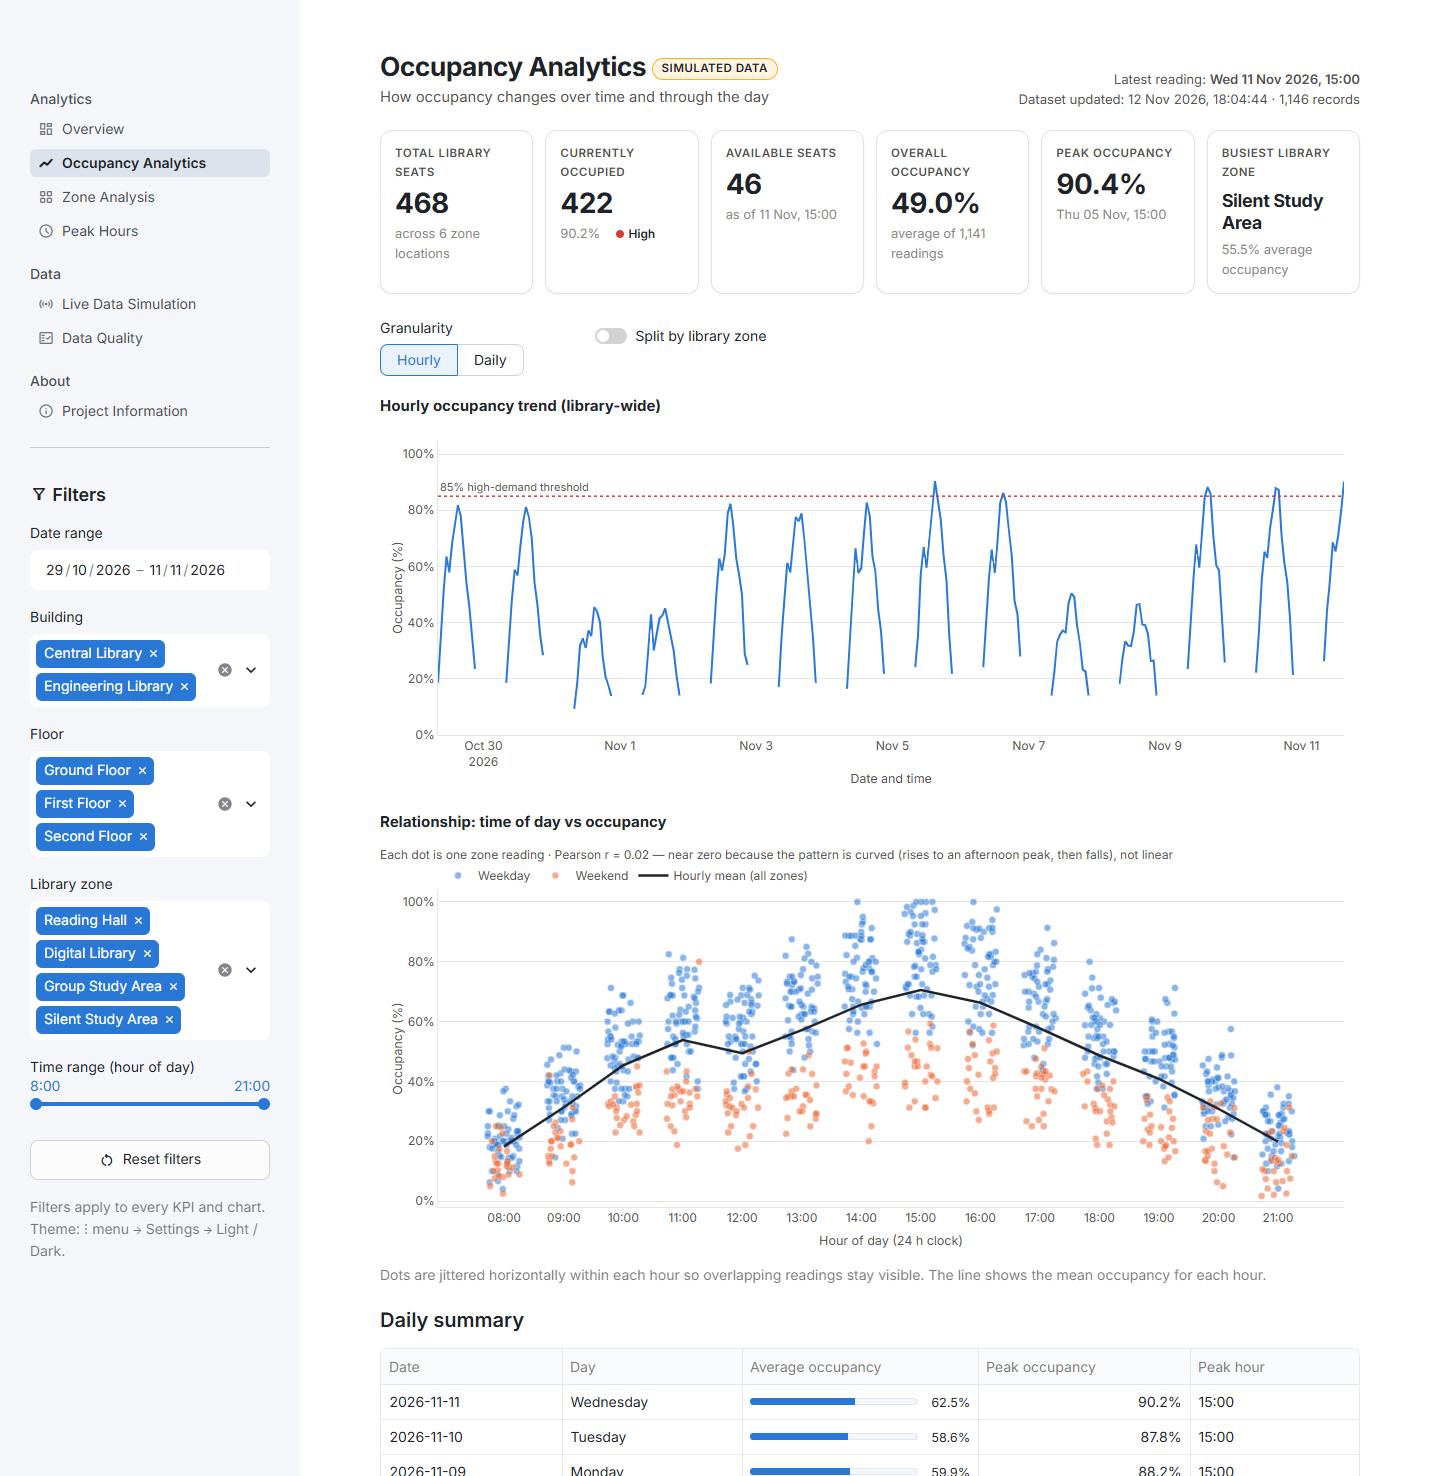 Analytics
Overview
Occupancy Analytics
Zone Analysis
Peak Hours
Data
Live Data Simulation
Data Quality
About
Project Information
Filters
Date range
29/10/2026 – 11/11/2026
Building
Central Library ×
Engineering Library ×
Floor
Ground Floor ×
First Floor ×
Second Floor ×
Library zone
Reading Hall ×
Digital Library ×
Group Study Area ×
Silent Study Area ×
Time range (hour of day)
8:00 21:00
Reset filters
Filters apply to every KPI and chart.
Theme: ⋮ menu → Settings → Light /
Dark.
Occupancy Analytics SIMULATED DATA
How occupancy changes over time and through the day
Latest reading: Wed 11 Nov 2026, 15:00
Dataset updated: 12 Nov 2026, 18:04:44 · 1,146 records
TOTAL LIBRARY
SEATS
468
across 6 zone
locations
CURRENTLY
OCCUPIED
422
90.2% High
AVAILABLE SEATS
46
as of 11 Nov, 15:00
OVERALL
OCCUPANCY
49.0%
average of 1,141
readings
PEAK OCCUPANCY
90.4%
Thu 05 Nov, 15:00
BUSIEST LIBRARY
ZONE
Silent Study
Area
55.5% average
occupancy
Granularity
Hourly Daily
Split by library zone
Hourly occupancy trend (library-wide)
100%
85% high-demand threshold
80%
60%
Occupancy (%)
40%
20%
0%
Oct 30 Nov 1 Nov 3 Nov 5 Nov 7 Nov 9 Nov 11
2026
Date and time
Relationship: time of day vs occupancy
Each dot is one zone reading · Pearson r = 0.02 — near zero because the pattern is curved (rises to an afternoon peak, then falls), not linear
Weekday Weekend Hourly mean (all zones)
100%
80%
60%
Occupancy (%)
40%
20%
0%
08:00 09:00 10:00 11:00 12:00 13:00 14:00 15:00 16:00 17:00 18:00 19:00 20:00 21:00
Hour of day (24 h clock)
Dots are jittered horizontally within each hour so overlapping readings stay visible. The line shows the mean occupancy for each hour.
Daily summary
Date Day Average occupancy Peak occupancy Peak hour
2026-11-11 Wednesday 62.5% 90.2% 15:00
2026-11-10 Tuesday 58.6% 87.8% 15:00
2026-11-09 Monday 59.9% 88.2% 15:00